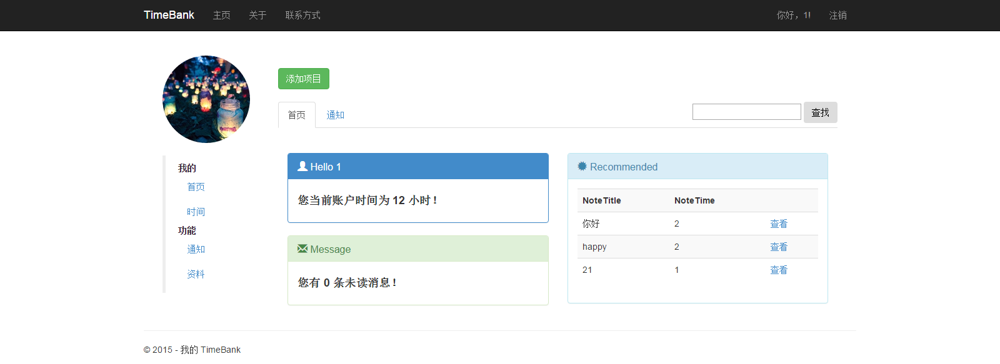 TimeBank 主页 关于 联系方式 你好，1! 注销
添加项目
首页 通知 查找
我的
首页
时间
功能
通知
资料
Hello 1
您当前账户时间为 12 小时！
Message
您有 0 条未读消息！
Recommended
NoteTitle NoteTime
你好 2 查看
happy 2 查看
21 1 查看
© 2015 - 我的 TimeBank